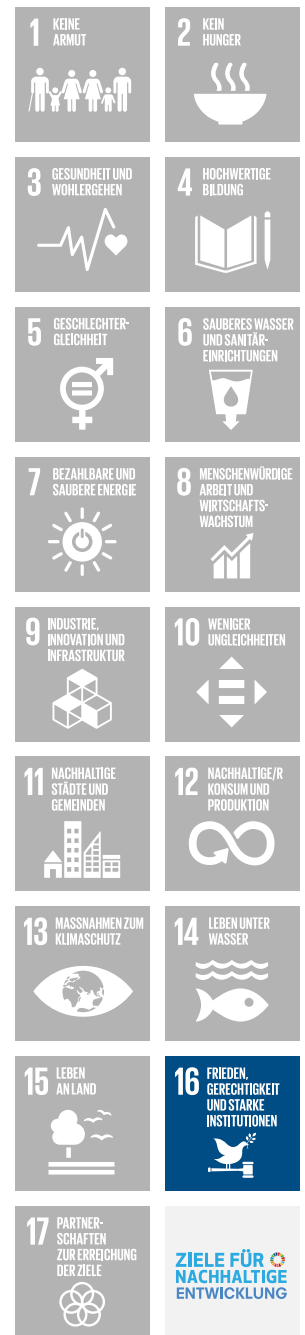 1 KEINE
ARMUT
2 KEIN
HUNGER
3 GESUNDHEIT UND
WOHLERGEHEN
4 HOCHWERTIGE
BILDUNG
5 GESCHLECHTER-
GLEICHHEIT
6 SAUBERES WASSER
UND SANITÄR-
EINRICHTUNGEN
7 BEZAHLBARE UND
SAUBERE ENERGIE
8 MENSCHENWÜRDIGE
ARBEIT UND
WIRTSCHAFTS-
WACHSTUM
9 INDUSTRIE,
INNOVATION UND
INFRASTRUKTUR
10 WENIGER
UNGLEICHHEITEN
11 NACHHALTIGE
STÄDTE UND
GEMEINDEN
12 NACHHALTIGE/R
KONSUM UND
PRODUKTION
13 MASSNAHMEN ZUM
KLIMASCHUTZ
14 LEBEN UNTER
WASSER
15 LEBEN
AN LAND
16 FRIEDEN,
GERECHTIGKEIT
UND STARKE
INSTITUTIONEN
17 PARTNER-
SCHAFTEN
ZUR ERREICHUNG
DER ZIELE
ZIELE FÜR
NACHHALTIGE
ENTWICKLUNG